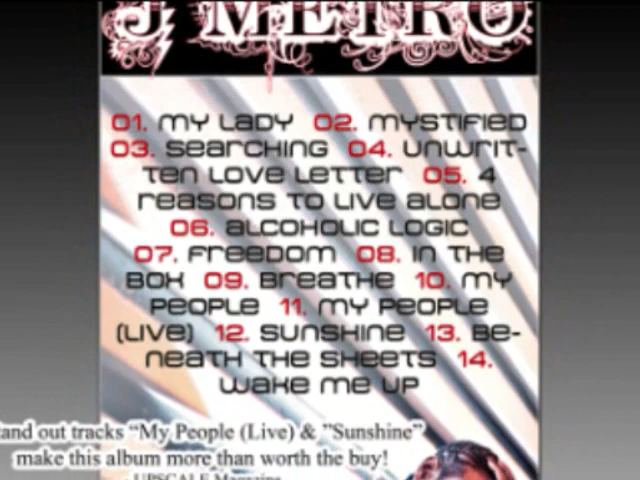 J METRO
01. MY LADY 02. MYSTIFIED
03. SEARCHING 04. UNWRIT-
TEN LOVE LETTER 05. 4
REASONS TO LIVE ALONE
06. ALCOHOLIC LOGIC
07. FREEDOM 08. IN THE
BOX 09. BREATHE 10. MY
PEOPLE 11. MY PEOPLE
(LIVE) 12. SUNSHINE 13. BE-
NEATH THE SHEETS 14.
WAKE ME UP
tand out tracks "My People (Live) & "Sunshine"
make this album more than worth the buy!
UPSCALE Magazine